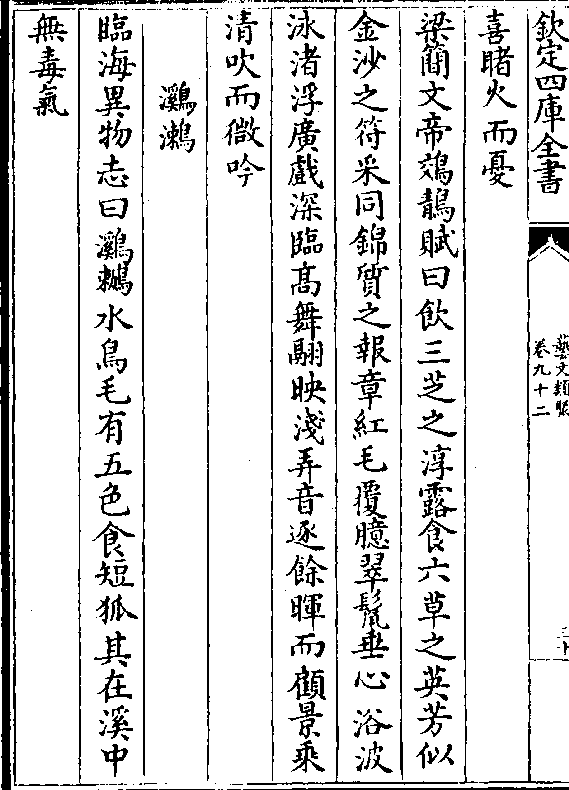 欽定四庫全書
藝文類聚
卷九十二
三十
喜睹火而憂
梁簡文帝鵁鶄賦曰飲三芝之淳露食六草之英芳似
金沙之符采同錦質之報章紅毛覆臆翠鬛垂心浴波
泳渚浮廣戲深臨高舞翮映淺弄音逐餘暉而顧景乘
清吹而微吟
鸂鷘
臨海異物志曰鸂鷘水鳥毛有五色食短狐其在溪中
無毒氣